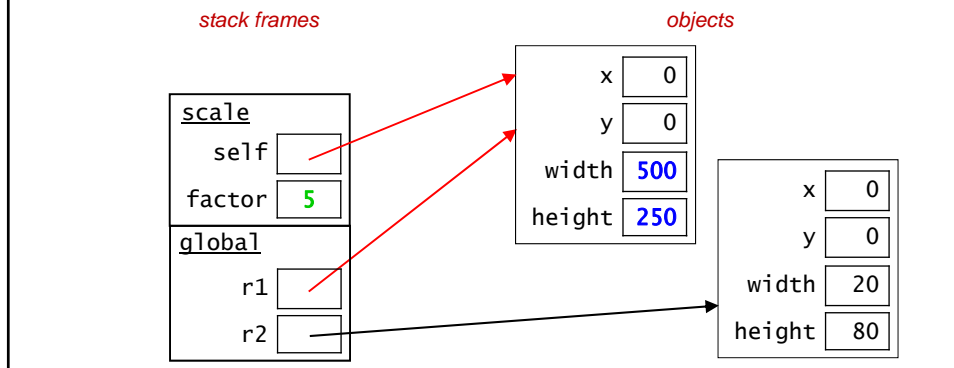 stack frames
objects
scale
self
factor 5
global
r1
r2
x 0
y 0
width 500
height 250
x 0
y 0
width 20
height 80